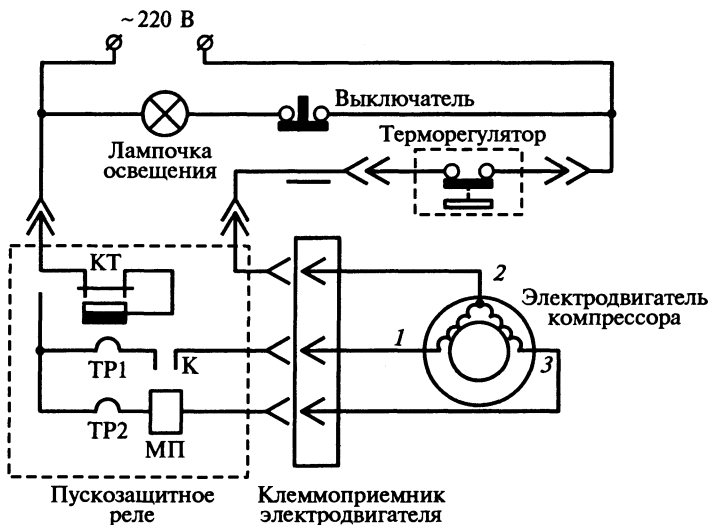 ~220 В
Выключатель
Лампочка
освещения
Терморегулятор
КТ
2
Электродвигатель
компрессора
1
ТР1
К
3
ТР2
МП
Пускозащитное
реле
Клеммоприемник
электродвигателя